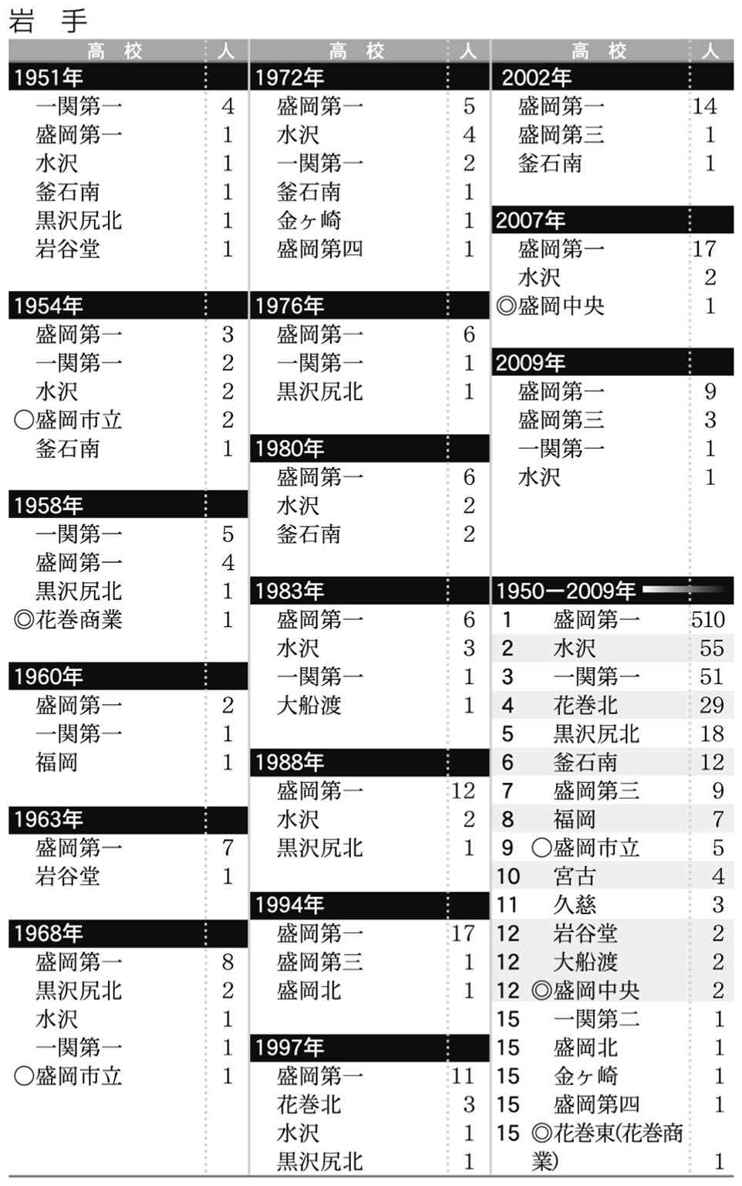 岩 手
高 校 人
1951年
一関第一 4
盛岡第一 1
水沢 1
釜石南 1
黒沢尻北 1
岩谷堂 1
1954年
盛岡第一 3
一関第一 2
水沢 2
○盛岡市立 2
釜石南 1
1958年
一関第一 5
盛岡第一 4
黒沢尻北 1
◎花巻商業 1
1960年
盛岡第一 2
一関第一 1
福岡 1
1963年
盛岡第一 7
岩谷堂 1
1968年
盛岡第一 8
黒沢尻北 2
水沢 1
一関第一 1
○盛岡市立 1
高 校 人
1972年
盛岡第一 5
水沢 4
一関第一 2
釜石南 1
金ヶ崎 1
盛岡第四 1
1976年
盛岡第一 6
一関第一 1
黒沢尻北 1
1980年
盛岡第一 6
水沢 2
釜石南 2
1983年
盛岡第一 6
水沢 3
一関第一 1
大船渡 1
1988年
盛岡第一 12
水沢 2
黒沢尻北 1
1994年
盛岡第一 17
盛岡第三 1
盛岡北 1
1997年
盛岡第一 11
花巻北 3
水沢 1
黒沢尻北 1
高 校 人
2002年
盛岡第一 14
盛岡第三 1
釜石南 1
2007年
盛岡第一 17
水沢 2
◎盛岡中央 1
2009年
盛岡第一 9
盛岡第三 3
一関第一 1
水沢 1
1950ー2009年
1 盛岡第一 510
2 水沢 55
3 一関第一 51
4 花巻北 29
5 黒沢尻北 18
6 釜石南 12
7 盛岡第三 9
8 福岡 7
9 ○盛岡市立 5
10 宮古 4
11 久慈 3
12 岩谷堂 2
12 大船渡 2
12 ◎盛岡中央 2
15 一関第二 1
15 盛岡北 1
15 金ヶ崎 1
15 盛岡第四 1
15 ◎花巻東(花巻商
業) 1